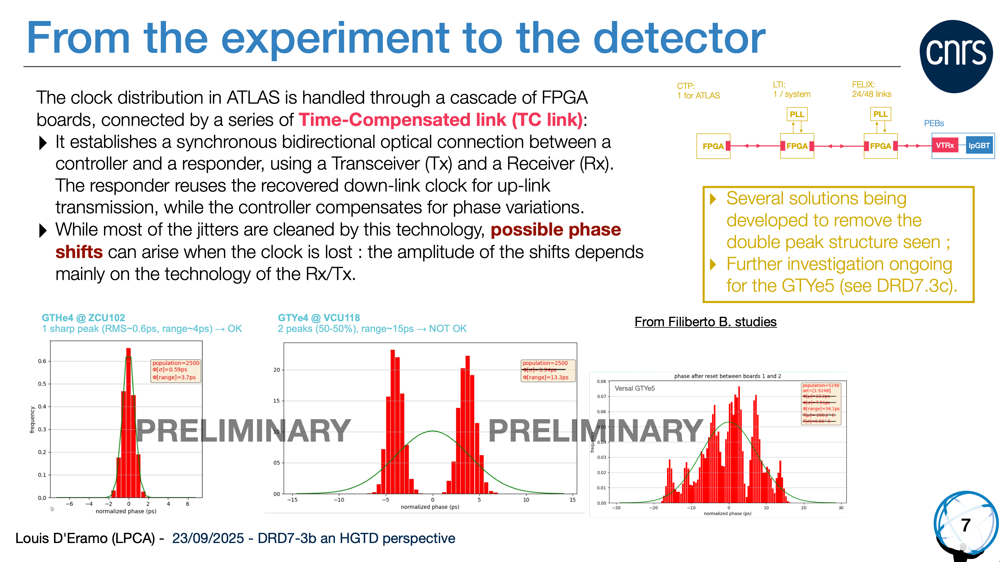 From the experiment to the detector
cnrs
The clock distribution in ATLAS is handled through a cascade of FPGA
boards, connected by a series of Time-Compensated link (TC link):
It establishes a synchronous bidirectional optical connection between a
controller and a responder, using a Transceiver (Tx) and a Receiver (Rx).
The responder reuses the recovered down-link clock for up-link
transmission, while the controller compensates for phase variations.
While most of the jitters are cleaned by this technology, possible phase
shifts can arise when the clock is lost : the amplitude of the shifts depends
mainly on the technology of the Rx/Tx.
CTP:
1 for ATLAS
LTI:
1 / system
FELIX:
24/48 links
PLL
PLL
PEBs
FPGA
FPGA
FPGA
VTRx
lpGBT
Several solutions being
developed to remove the
double peak structure seen ;
Further investigation ongoing
for the GTYe5 (see DRD7.3c).
GTHe4 @ ZCU102
1 sharp peak (RMS~0.6ps, range~4ps) → OK
GTYe4 @ VCU118
2 peaks (50-50%), range~15ps → NOT OK
From Filiberto B. studies
population=2500
Φ[σ]=0.59ps
Φ[range]=3.7ps
0.6
0.5
0.4
0.3
0.2
0.1
0.0
frequency
−6 −4 −2 0 2 4 6
normalized phase (ps)
9
PRELIMINARY
population=2500
Φ[σ]=3.94ps
Φ[range]=13.3ps
20
15
10
05
00
−15 −10 −5 0 5 10 15
normalized phase (ps)
PRELIMINARY
phase after reset between boards 1 and 2
Versal GTYe5
population=5248
set=[1:5248]
Φ[μ]=22.2ps
Φ[σ]=7.51ps
Φ[range]=34.1ps
T[μ]=-280.2°C
T[σ]=0.00°C
0.08
0.07
0.06
0.05
0.04
0.03
0.02
0.01
0.00
frequency
−30 −20 −10 0 10 20 30
normalized phase (ps)
Louis D'Eramo (LPCA) - 23/09/2025 - DRD7-3b an HGTD perspective
7